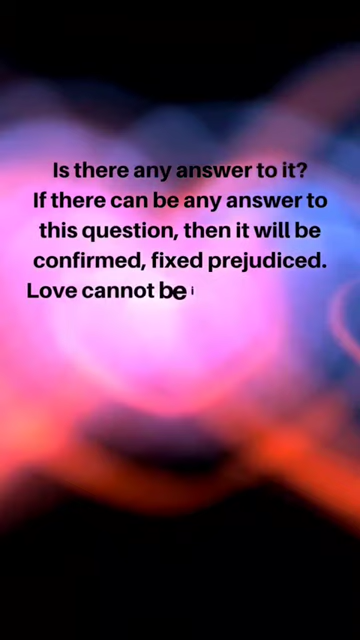 Is there any answer to it?
If there can be any answer to
this question, then it will be
confirmed, fixed prejudiced.
Love cannot be